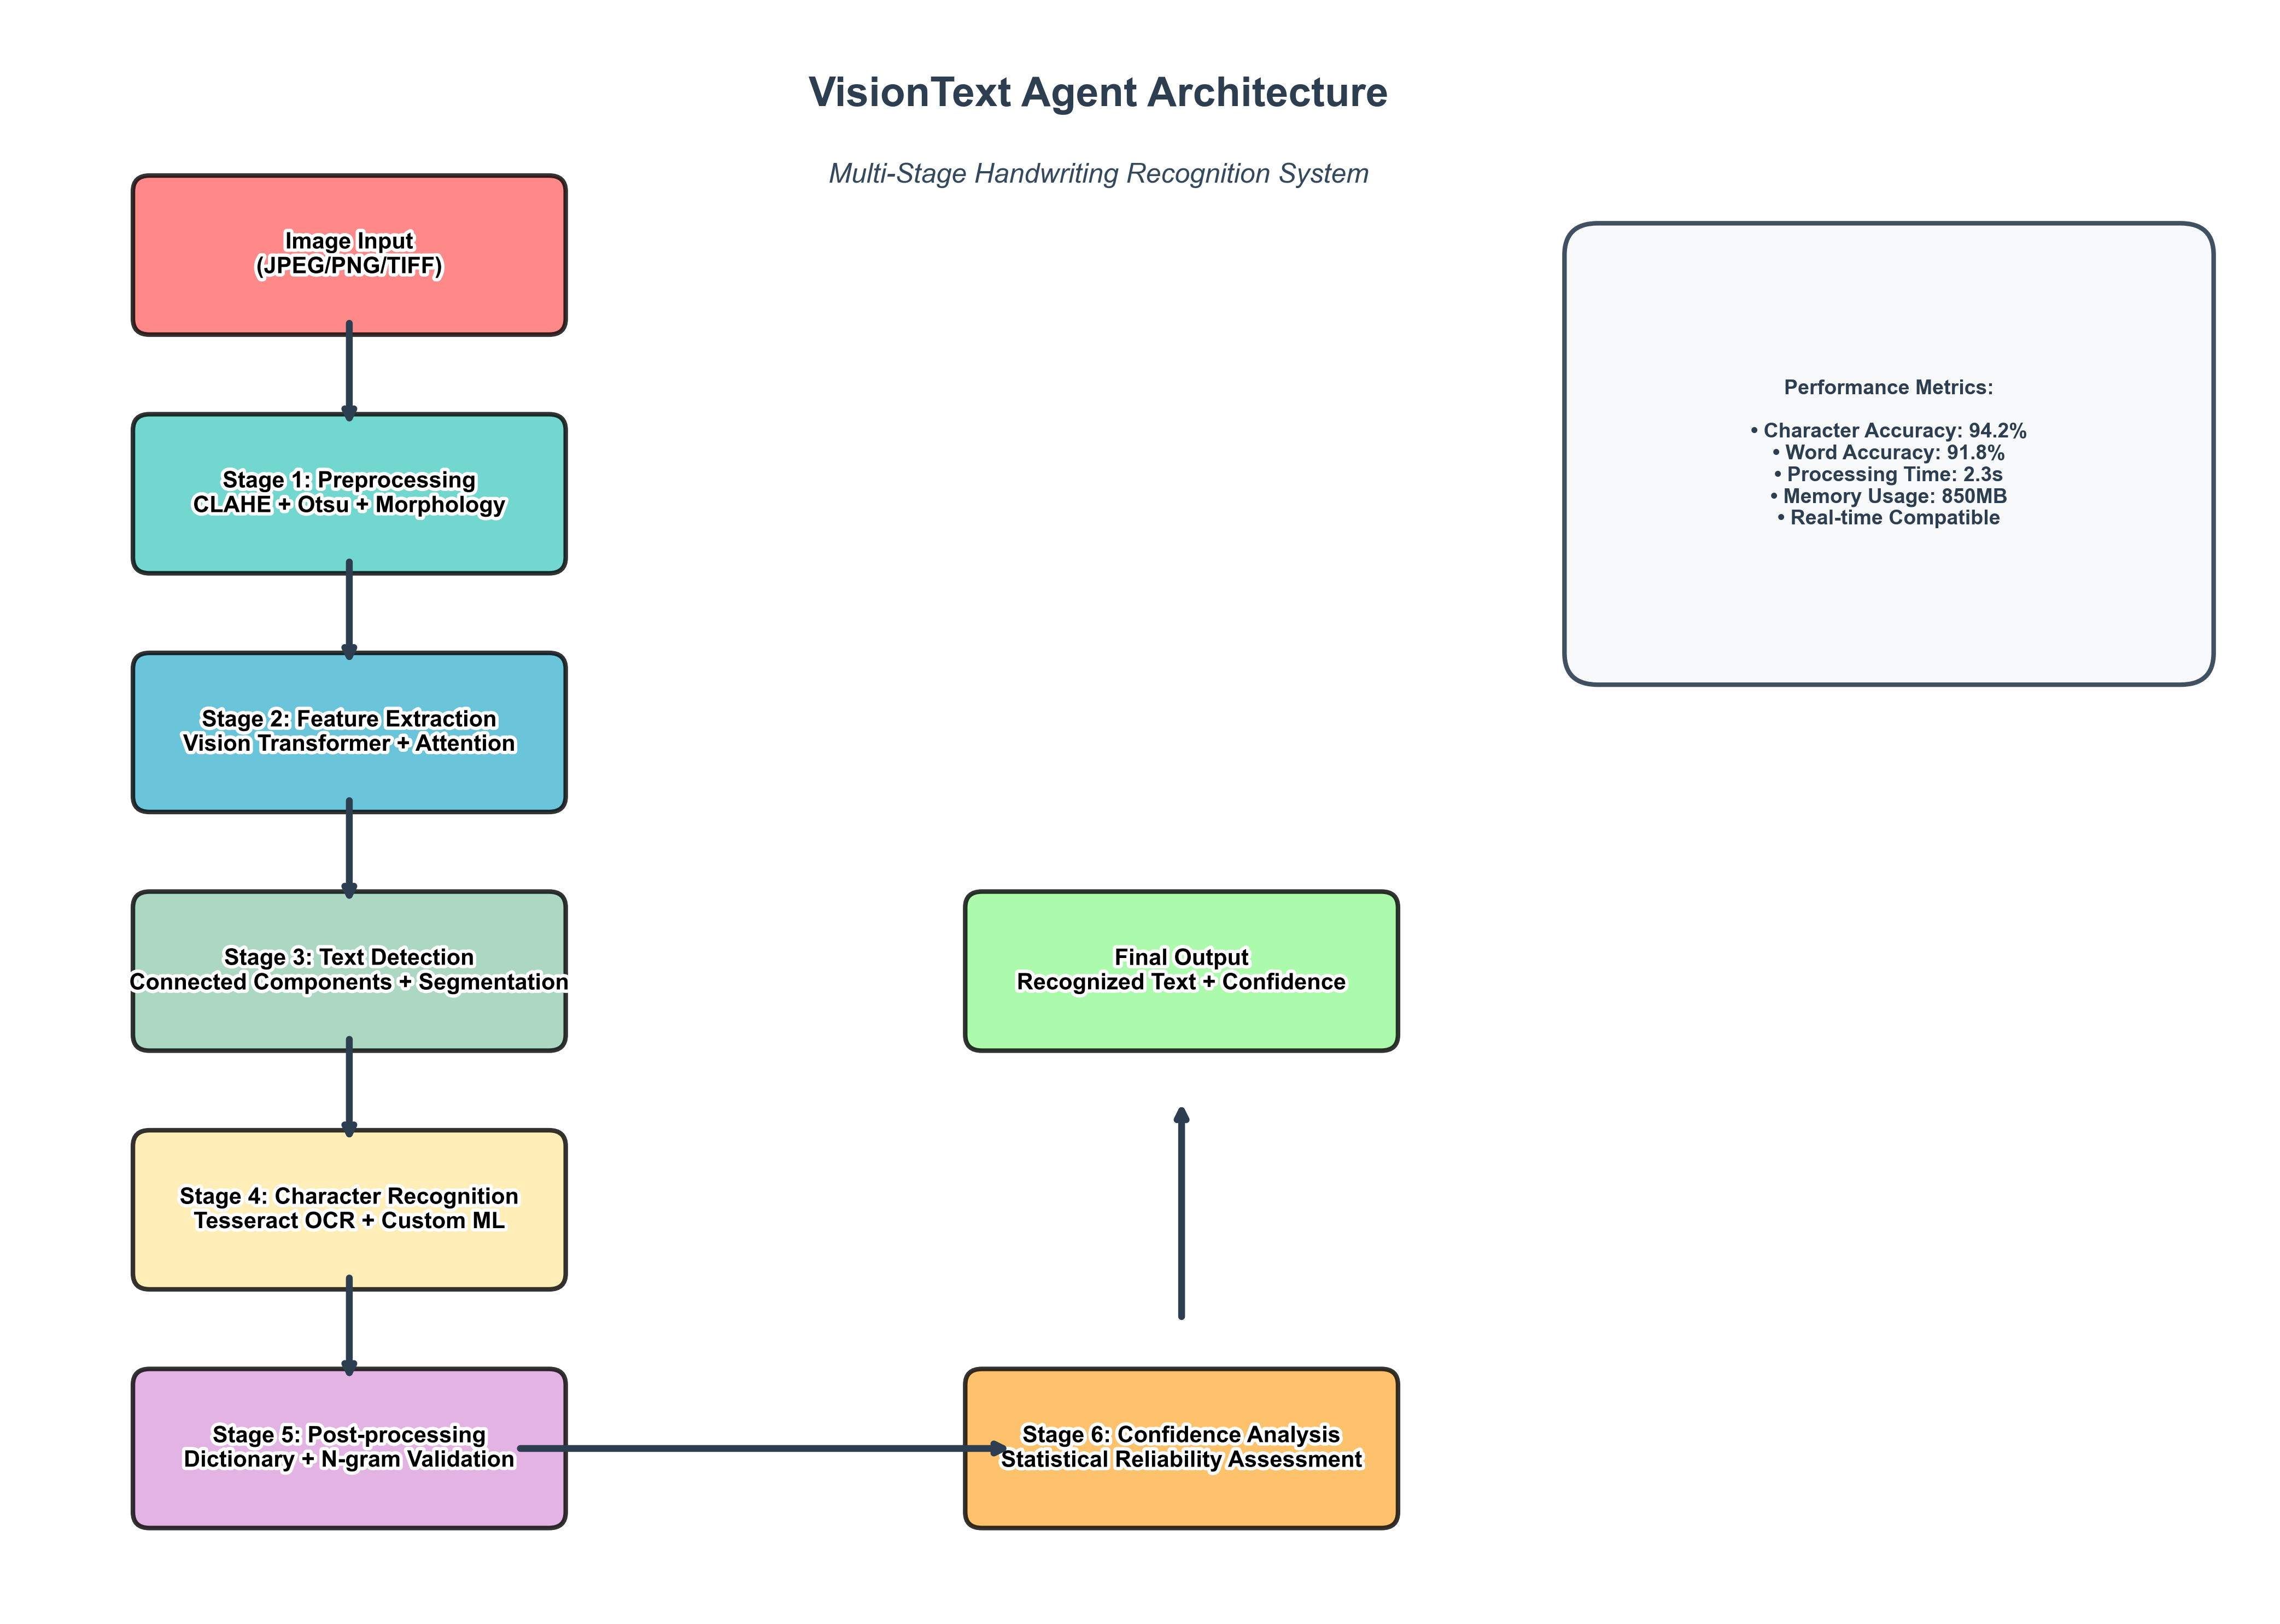 VisionText Agent Architecture
Multi-Stage Handwriting Recognition System
Image Input
(JPEG/PNG/TIFF)
Stage 1: Preprocessing
CLAHE + Otsu + Morphology
Stage 2: Feature Extraction
Vision Transformer + Attention
Stage 3: Text Detection
Connected Components + Segmentation
Stage 4: Character Recognition
Tesseract OCR + Custom ML
Stage 5: Post-processing
Dictionary + N-gram Validation
Stage 6: Confidence Analysis
Statistical Reliability Assessment
Final Output
Recognized Text + Confidence
Performance Metrics:
• Character Accuracy: 94.2%
• Word Accuracy: 91.8%
• Processing Time: 2.3s
• Memory Usage: 850MB
• Real-time Compatible